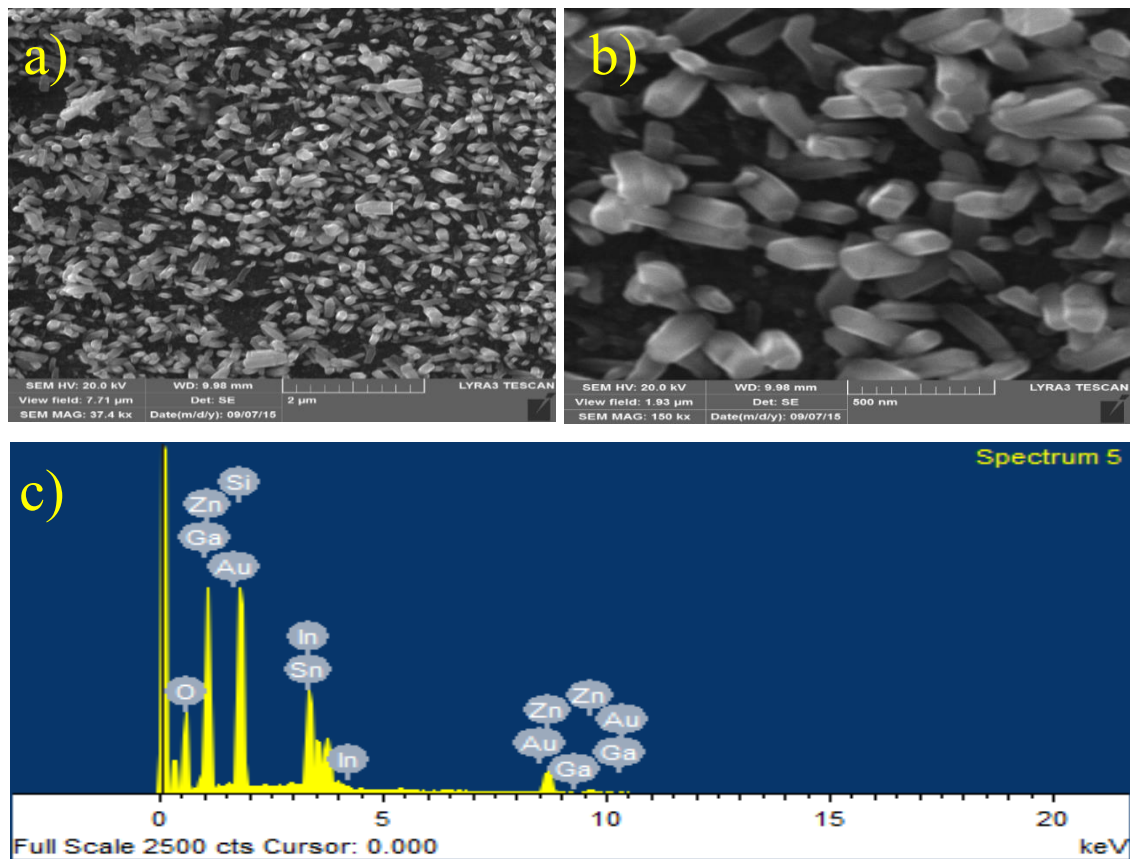 a)
SEM HV: 20.0 kV WD: 9.98 mm LYRA3 TESCAN
View field: 7.71 µm Det: SE 2 µm
SEM MAG: 37.4 kx Date(m/d/y): 09/07/15
b)
SEM HV: 20.0 kV WD: 9.98 mm LYRA3 TESCAN
View field: 1.93 µm Det: SE 500 nm
SEM MAG: 150 kx Date(m/d/y): 09/07/15
c)
Spectrum 5
Si
Zn
Ga
Au
In
Sn
O
In
Zn
Zn
Au
Au
Ga
Ga
0 5 10 15 20
Full Scale 2500 cts Cursor: 0.000 keV